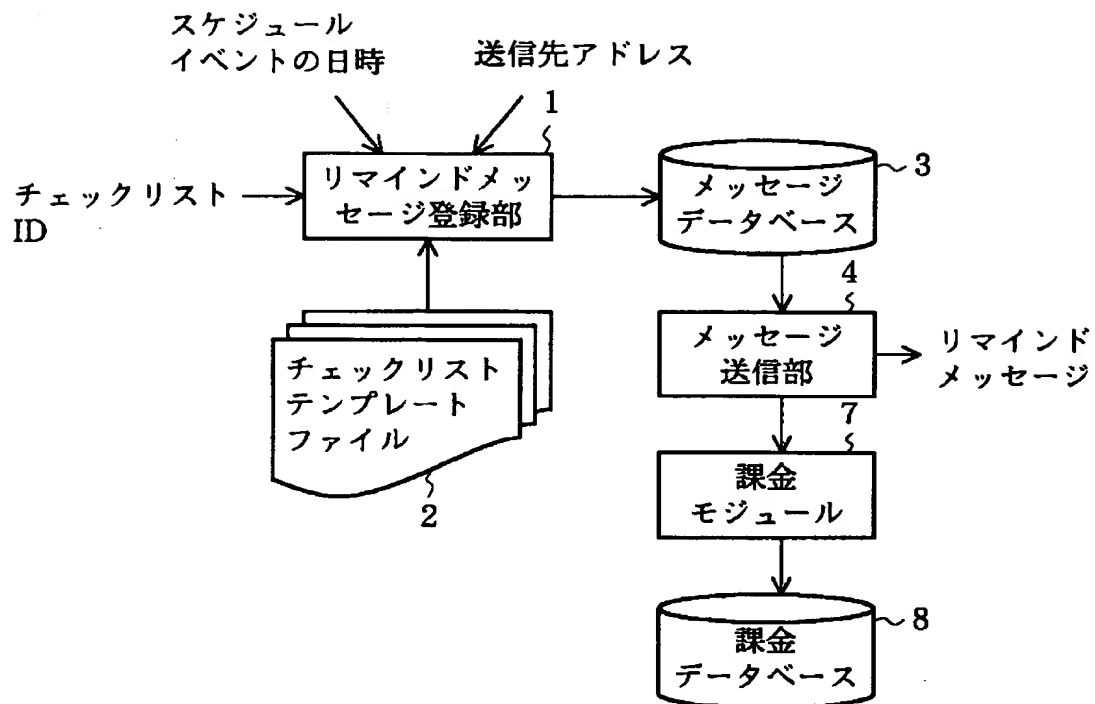 スケジュール
イベントの日時
送信先アドレス
1
チェックリスト
ID
リマインドメッ
セージ登録部
メッセージ
データベース
3
チェックリスト
テンプレート
ファイル
2
4
メッセージ
送信部
リマインド
メッセージ
7
課金
モジュール
課金
データベース
8